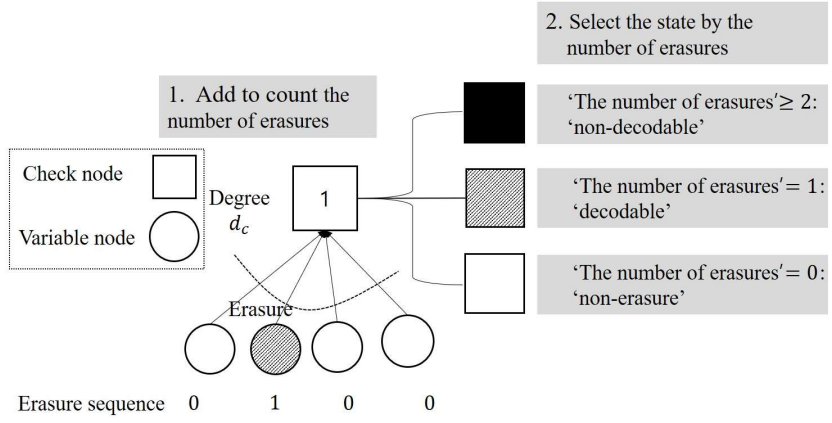 2. Select the state by the
number of erasures
1. Add to count the
number of erasures
‘The number of erasures′≥ 2:
‘non-decodable’
Check node
Degree
d_c
1
‘The number of erasures′= 1:
‘decodable’
Variable node
‘The number of erasures′= 0:
‘non-erasure’
Erasure
Erasure sequence 0 1 0 0